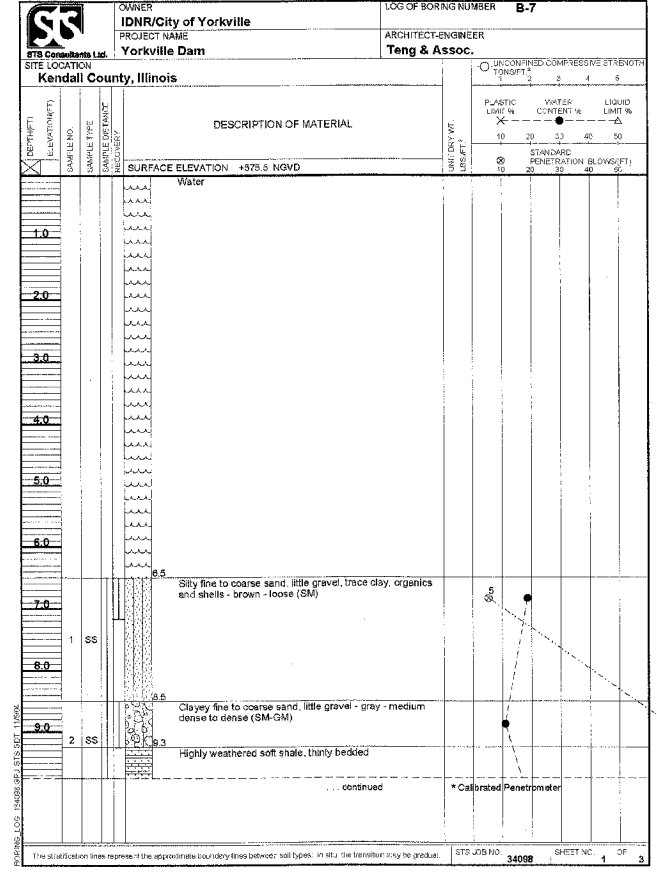 STS
STS Consultants Ltd.
OWNER
IDNR/City of Yorkville
LOG OF BORING NUMBER B-7
PROJECT NAME
Yorkville Dam
ARCHITECT-ENGINEER
Teng & Assoc.
SITE LOCATION
Kendall County, Illinois
UNCONFINED COMPRESSIVE STRENGTH
TONS/FT.²
1 2 3 4 5
DEPTH(FT)
ELEVATION(FT)
SAMPLE NO.
SAMPLE TYPE
SAMPLE DISTANCE
RECOVERY
DESCRIPTION OF MATERIAL
UNIT DRY WT.
LBS./FT³
PLASTIC WATER LIQUID
LIMIT % CONTENT % LIMIT %
10 20 30 40 50
STANDARD
PENETRATION BLOWS/(FT)
10 20 30 40 50
SURFACE ELEVATION +575.5 NGVD
Water
1.0
2.0
3.0
4.0
5.0
6.0
6.5
Silty fine to coarse sand, little gravel, trace clay, organics
and shells - brown - loose (SM)
5
7.0
1 SS
8.0
8.5
Clayey fine to coarse sand, little gravel - gray - medium
dense to dense (SM-GM)
9.0
2 SS
9.3
Highly weathered soft shale, thinly bedded
... continued
* Calibrated Penetrometer
The stratification lines represent the approximate boundary lines between soil types: in situ, the transition may be gradual.
STS JOB NO. 34098
SHEET NO. 1 OF 3